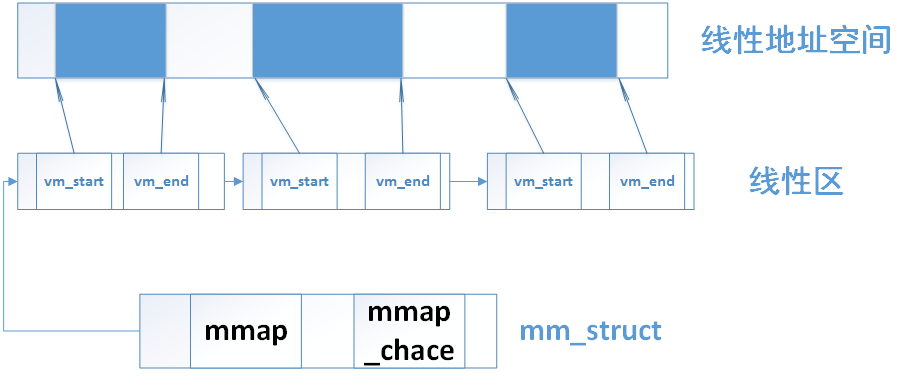 线性地址空间
vm_start
vm_end
vm_start
vm_end
vm_start
vm_end
线性区
mmap
mmap
_chace
mm_struct